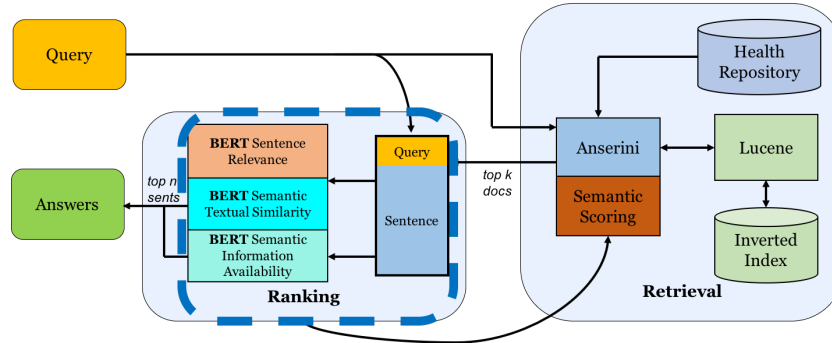 Query
Health
Repository
BERT Sentence
Relevance
Query
Anserini
Lucene
top k
docs
top n
sents
Answers
BERT Semantic
Textual Similarity
Sentence
Semantic
Scoring
BERT Semantic
Information
Availability
Inverted
Index
Ranking
Retrieval